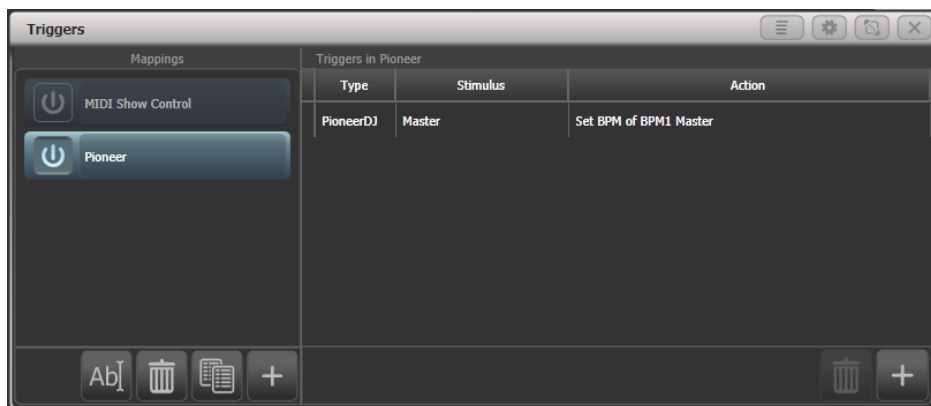 Triggers
Mappings
MIDI Show Control
Pioneer
Triggers in Pioneer
Type Stimulus Action
PioneerDJ Master Set BPM of BPM1 Master
Ab